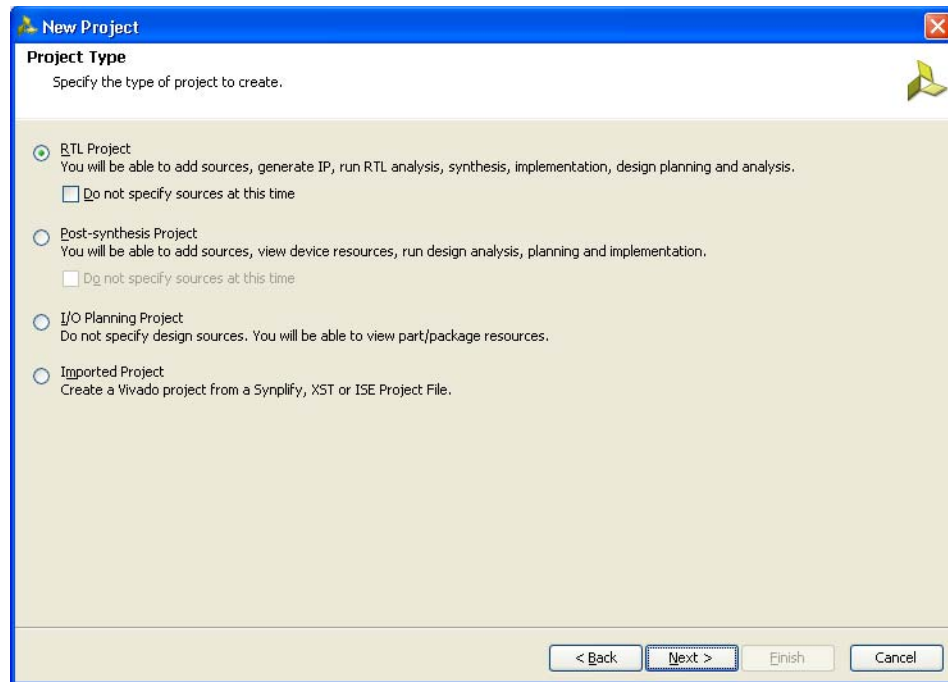 New Project
Project Type
Specify the type of project to create.
RTL Project
You will be able to add sources, generate IP, run RTL analysis, synthesis, implementation, design planning and analysis.
Do not specify sources at this time
Post-synthesis Project
You will be able to add sources, view device resources, run design analysis, planning and implementation.
Do not specify sources at this time
I/O Planning Project
Do not specify design sources. You will be able to view part/package resources.
Imported Project
Create a Vivado project from a Synplify, XST or ISE Project File.
< Back Next > Finish Cancel